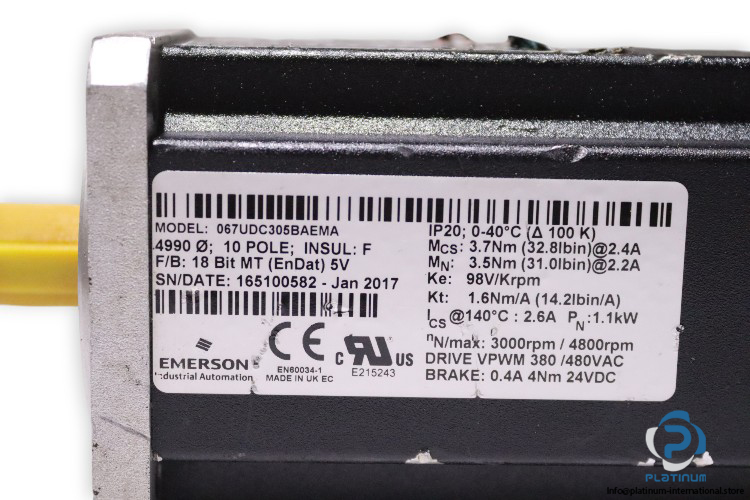 MODEL: 067UDC305BAEMA
4990 Ø; 10 POLE; INSUL: F
F/B: 18 Bit MT (EnDat) 5V
SN/DATE: 165100582 - Jan 2017
EMERSON
Industrial Automation
CE
EN60034-1
MADE IN UK EC
c UR US
E215243
IP20; 0-40°C (Δ 100 K)
MCS: 3.7Nm (32.8lbin)@2.4A
MN: 3.5Nm (31.0lbin)@2.2A
Ke: 98V/Krpm
Kt: 1.6Nm/A (14.2lbin/A)
ICS @140°C : 2.6A PN:1.1kW
nN/max: 3000rpm / 4800rpm
DRIVE VPWM 380 /480VAC
BRAKE: 0.4A 4Nm 24VDC
PLATINUM
Info@platinum-international.store